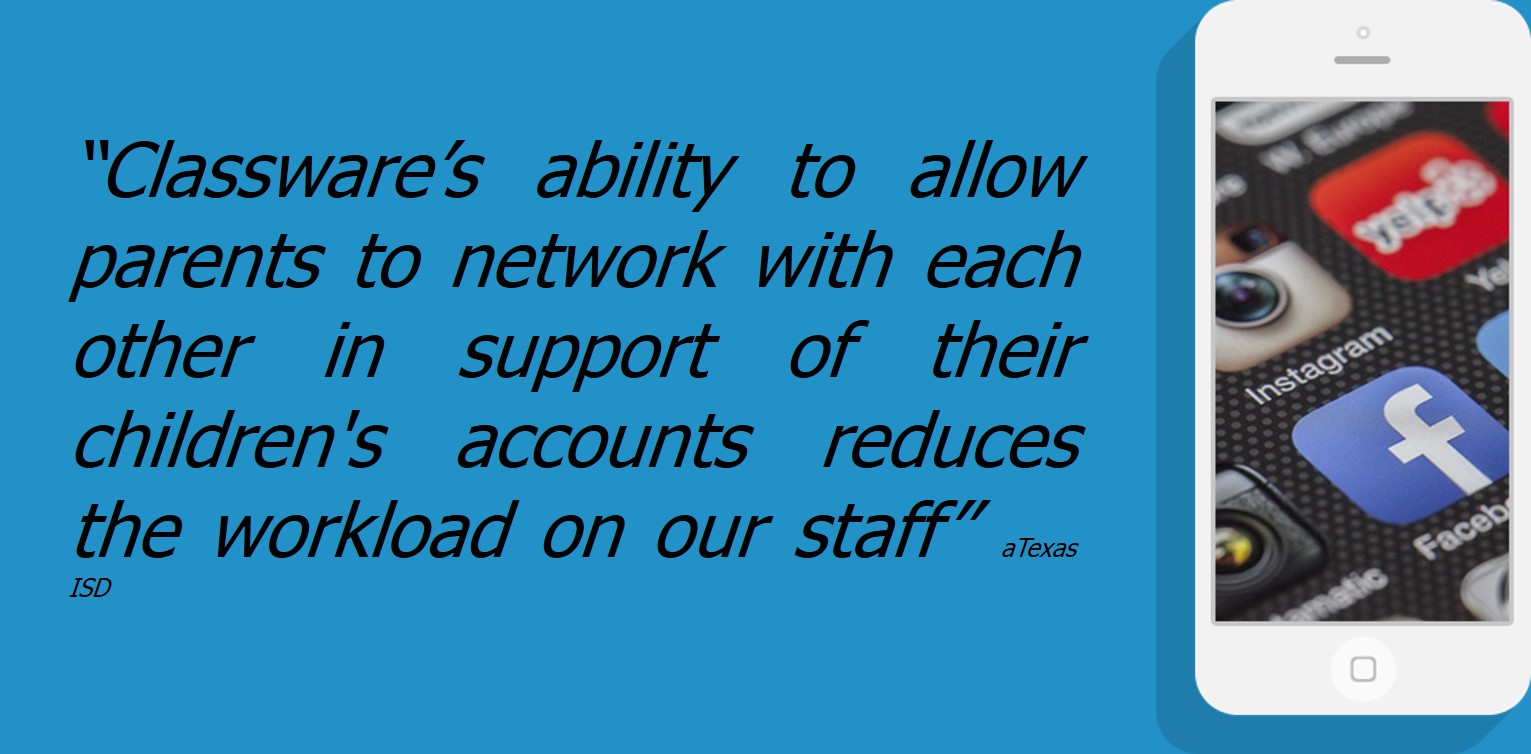 “Classware’s ability to allow
parents to network with each
other in support of their
children's accounts reduces
the workload on our staff” aTexas
ISD
W. Europe
yelp
Yel
Instagram
f
Facebo
tamatic